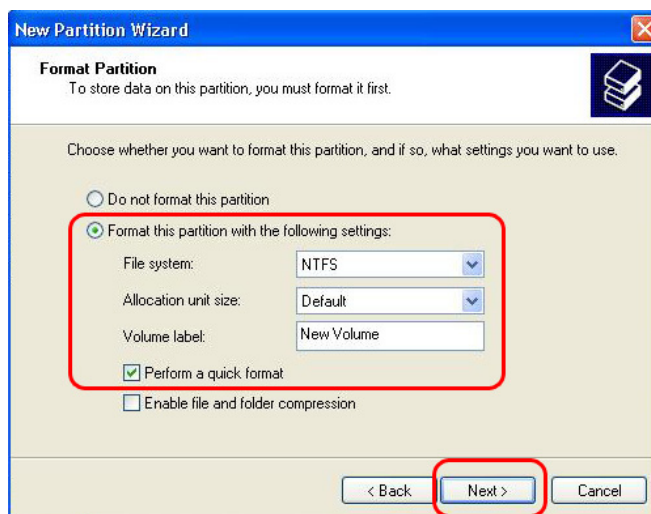 New Partition Wizard
Format Partition
To store data on this partition, you must format it first.
Choose whether you want to format this partition, and if so, what settings you want to use.
Do not format this partition
Format this partition with the following settings:
File system: NTFS
Allocation unit size: Default
Volume label: New Volume
Perform a quick format
Enable file and folder compression
< Back Next > Cancel